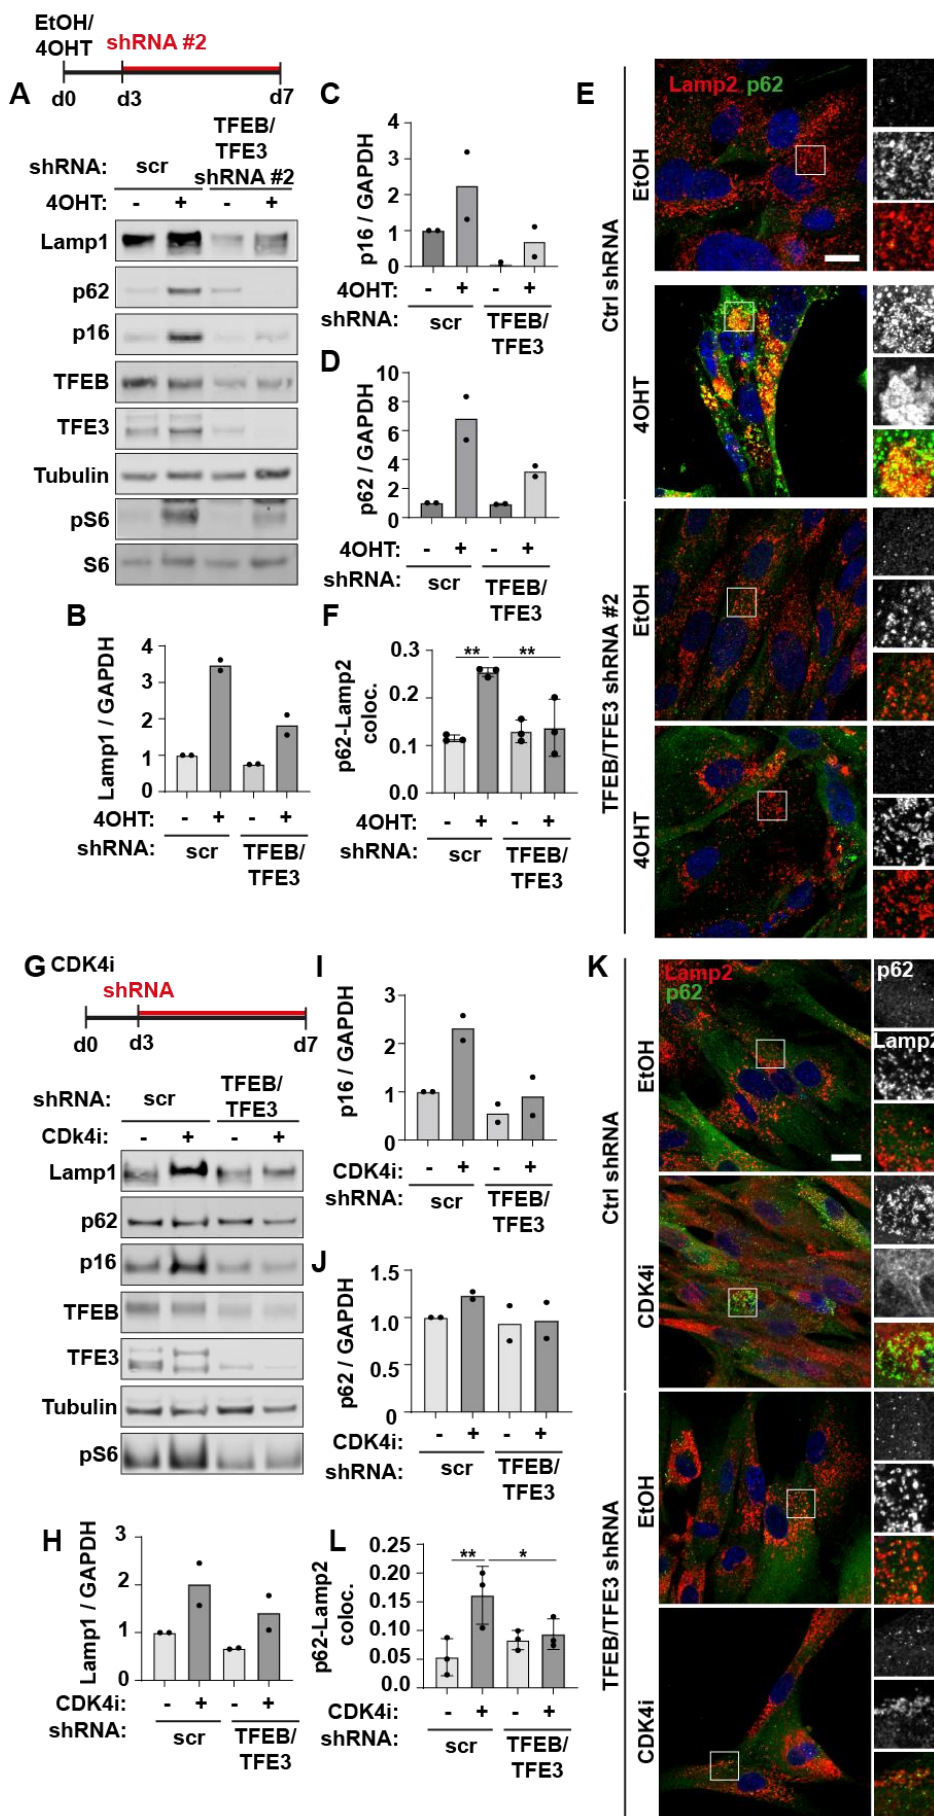 EtOH/
4OHT
shRNA #2
d0
d3
d7
A
shRNA:
scr
TFEB/
TFE3
shRNA #2
4OHT:
-
+
-
+
Lamp1
p62
p16
TFEB
TFE3
Tubulin
pS6
S6
B
Lamp1 / GAPDH
4
3
2
1
0
4OHT:
-
+
-
+
shRNA:
scr
TFEB/
TFE3
C
p16 / GAPDH
4
3
2
1
0
4OHT:
-
+
-
+
shRNA:
scr
TFEB/
TFE3
D
p62 / GAPDH
10
8
6
4
2
0
4OHT:
-
+
-
+
shRNA:
scr
TFEB/
TFE3
F
p62-Lamp2
coloc.
0.3
0.2
0.1
0.0
**
**
4OHT:
-
+
-
+
shRNA:
scr
TFEB/
TFE3
E
Lamp2 p62
Ctrl shRNA
EtOH
4OHT
TFEB/TFE3 shRNA #2
EtOH
4OHT
G
CDK4i
shRNA
d0
d3
d7
shRNA:
scr
TFEB/
TFE3
CDk4i:
-
+
-
+
Lamp1
p62
p16
TFEB
TFE3
Tubulin
pS6
H
Lamp1 / GAPDH
3
2
1
0
CDK4i:
-
+
-
+
shRNA:
scr
TFEB/
TFE3
I
p16 / GAPDH
3
2
1
0
CDK4i:
-
+
-
+
shRNA:
scr
TFEB/
TFE3
J
p62 / GAPDH
1.5
1.0
0.5
0
CDK4i:
-
+
-
+
shRNA:
scr
TFEB/
TFE3
L
p62-Lamp2
coloc.
0.25
0.20
0.15
0.10
0.05
0.00
**
*
CDK4i:
-
+
-
+
shRNA:
scr
TFEB/
TFE3
K
Lamp2
p62
p62
Lamp2
Ctrl shRNA
EtOH
CDK4i
TFEB/TFE3 shRNA
EtOH
CDK4i